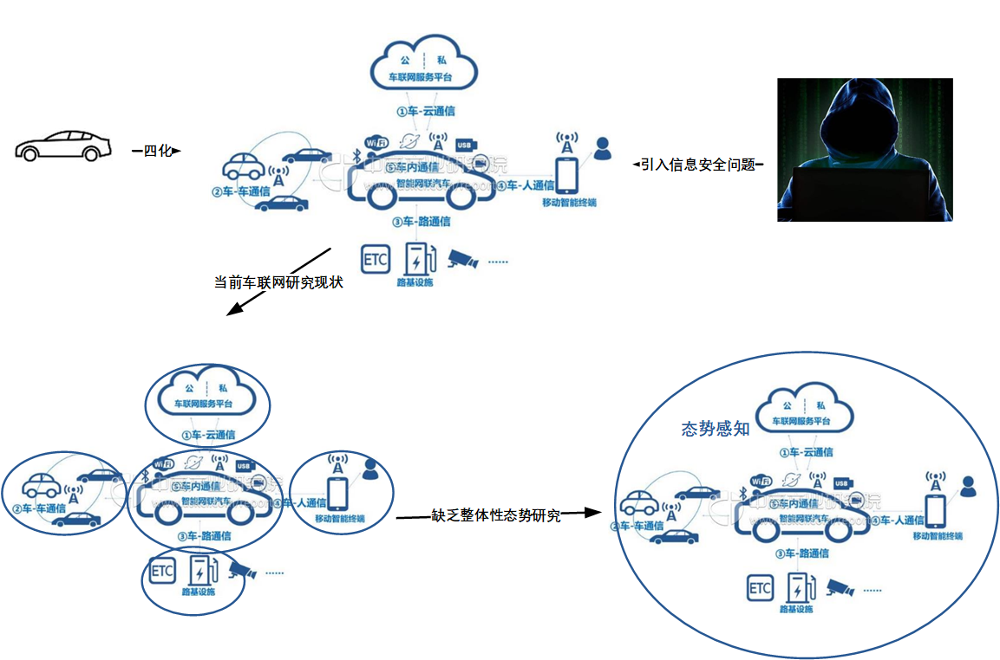 公 私
车联网服务平台
①车-云通信
四化
WiFi
USB
⑤车内通信
智能网联汽车
②车-车通信
④车-人通信
移动智能终端
③车-路通信
ETC
......
路基设施
引入信息安全问题
当前车联网研究现状
公 私
车联网服务平台
①车-云通信
WiFi
USB
⑤车内通信
智能网联汽车
②车-车通信
④车-人通信
移动智能终端
③车-路通信
ETC
......
路基设施
缺乏整体性态势研究
态势感知
公 私
车联网服务平台
①车-云通信
WiFi
USB
⑤车内通信
智能网联汽车
②车-车通信
④车-人通信
移动智能终端
③车-路通信
ETC
......
路基设施